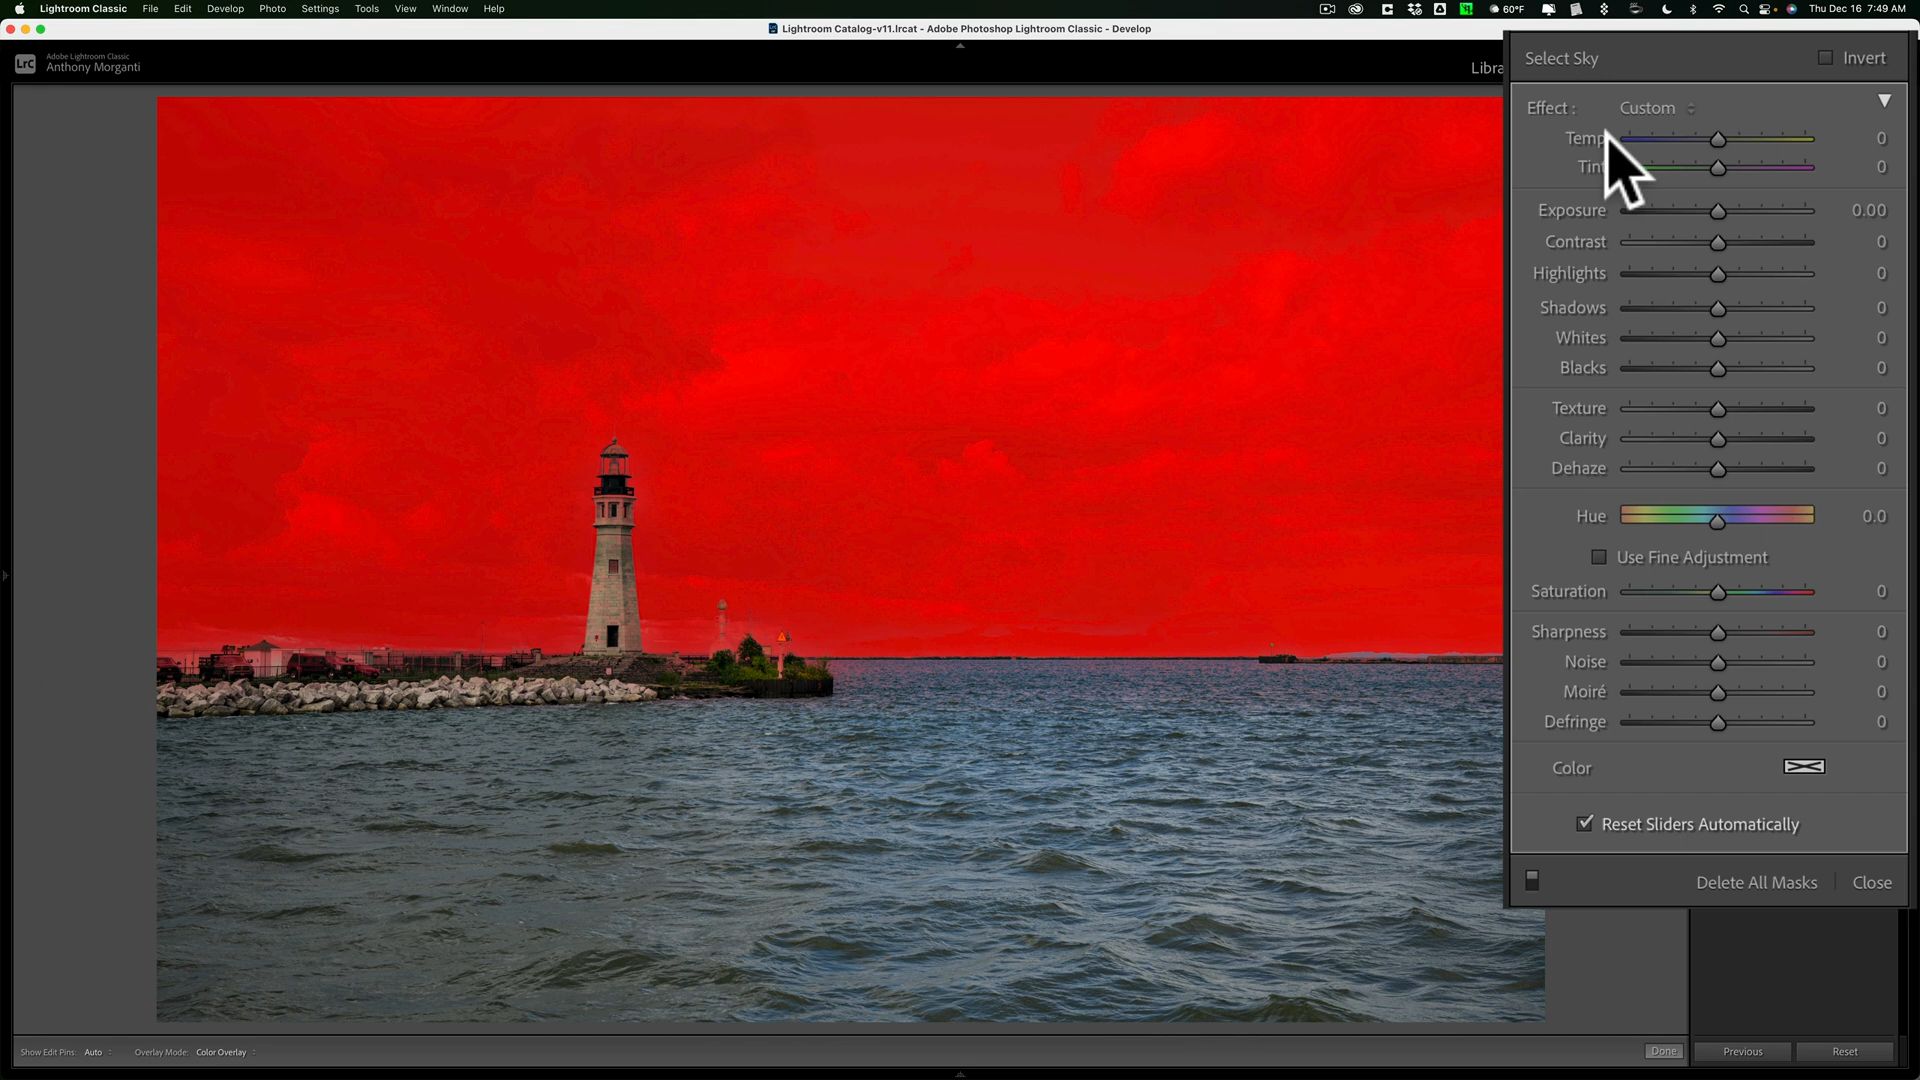 Lightroom Classic File Edit Develop Photo Settings Tools View Window Help 60°F Thu Dec 16 7:49 AM
Lightroom Catalog-v11.lrcat - Adobe Photoshop Lightroom Classic - Develop
LrC
Adobe Lightroom Classic
Anthony Morganti
Libra
Select Sky Invert
Effect : Custom
Temp 0
Tint 0
Exposure 0.00
Contrast 0
Highlights 0
Shadows 0
Whites 0
Blacks 0
Texture 0
Clarity 0
Dehaze 0
Hue 0.0
Use Fine Adjustment
Saturation 0
Sharpness 0
Noise 0
Moiré 0
Defringe 0
Color
Reset Sliders Automatically
Delete All Masks Close
Show Edit Pins: Auto Overlay Mode: Color Overlay Done Previous Reset